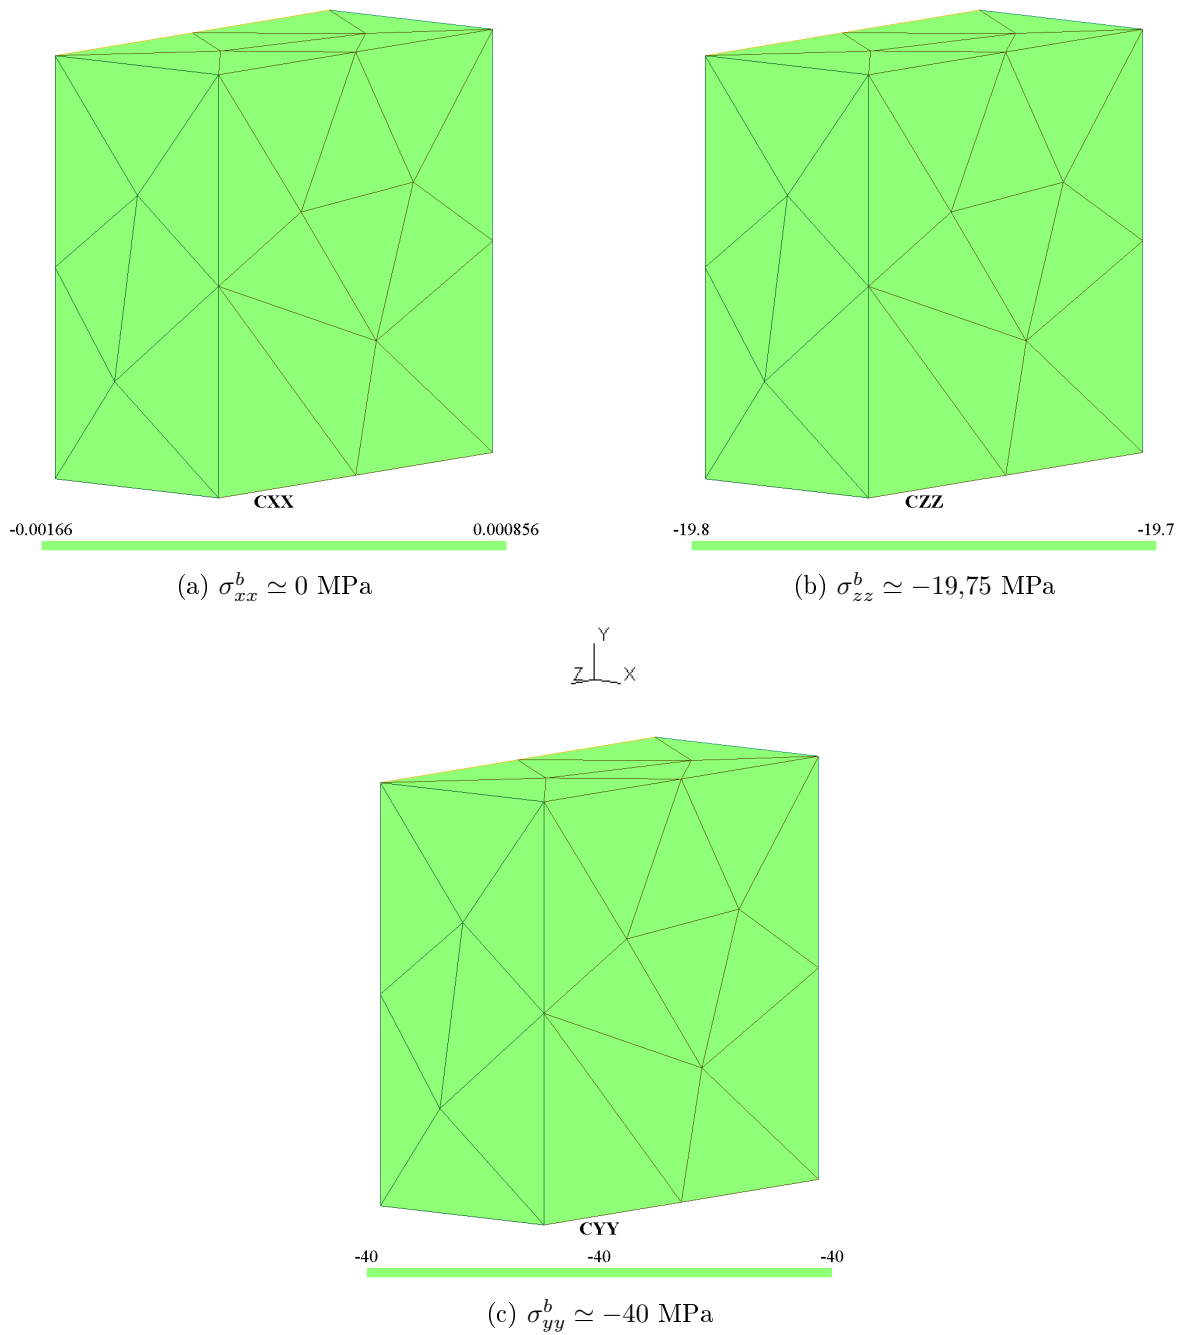 CXX
-0.00166 0.000856
(a) σ^b_xx ≃ 0 MPa
CZZ
-19.8 -19.7
(b) σ^b_zz ≃ −19,75 MPa
Y
Z X
CYY
-40 -40 -40
(c) σ^b_yy ≃ −40 MPa